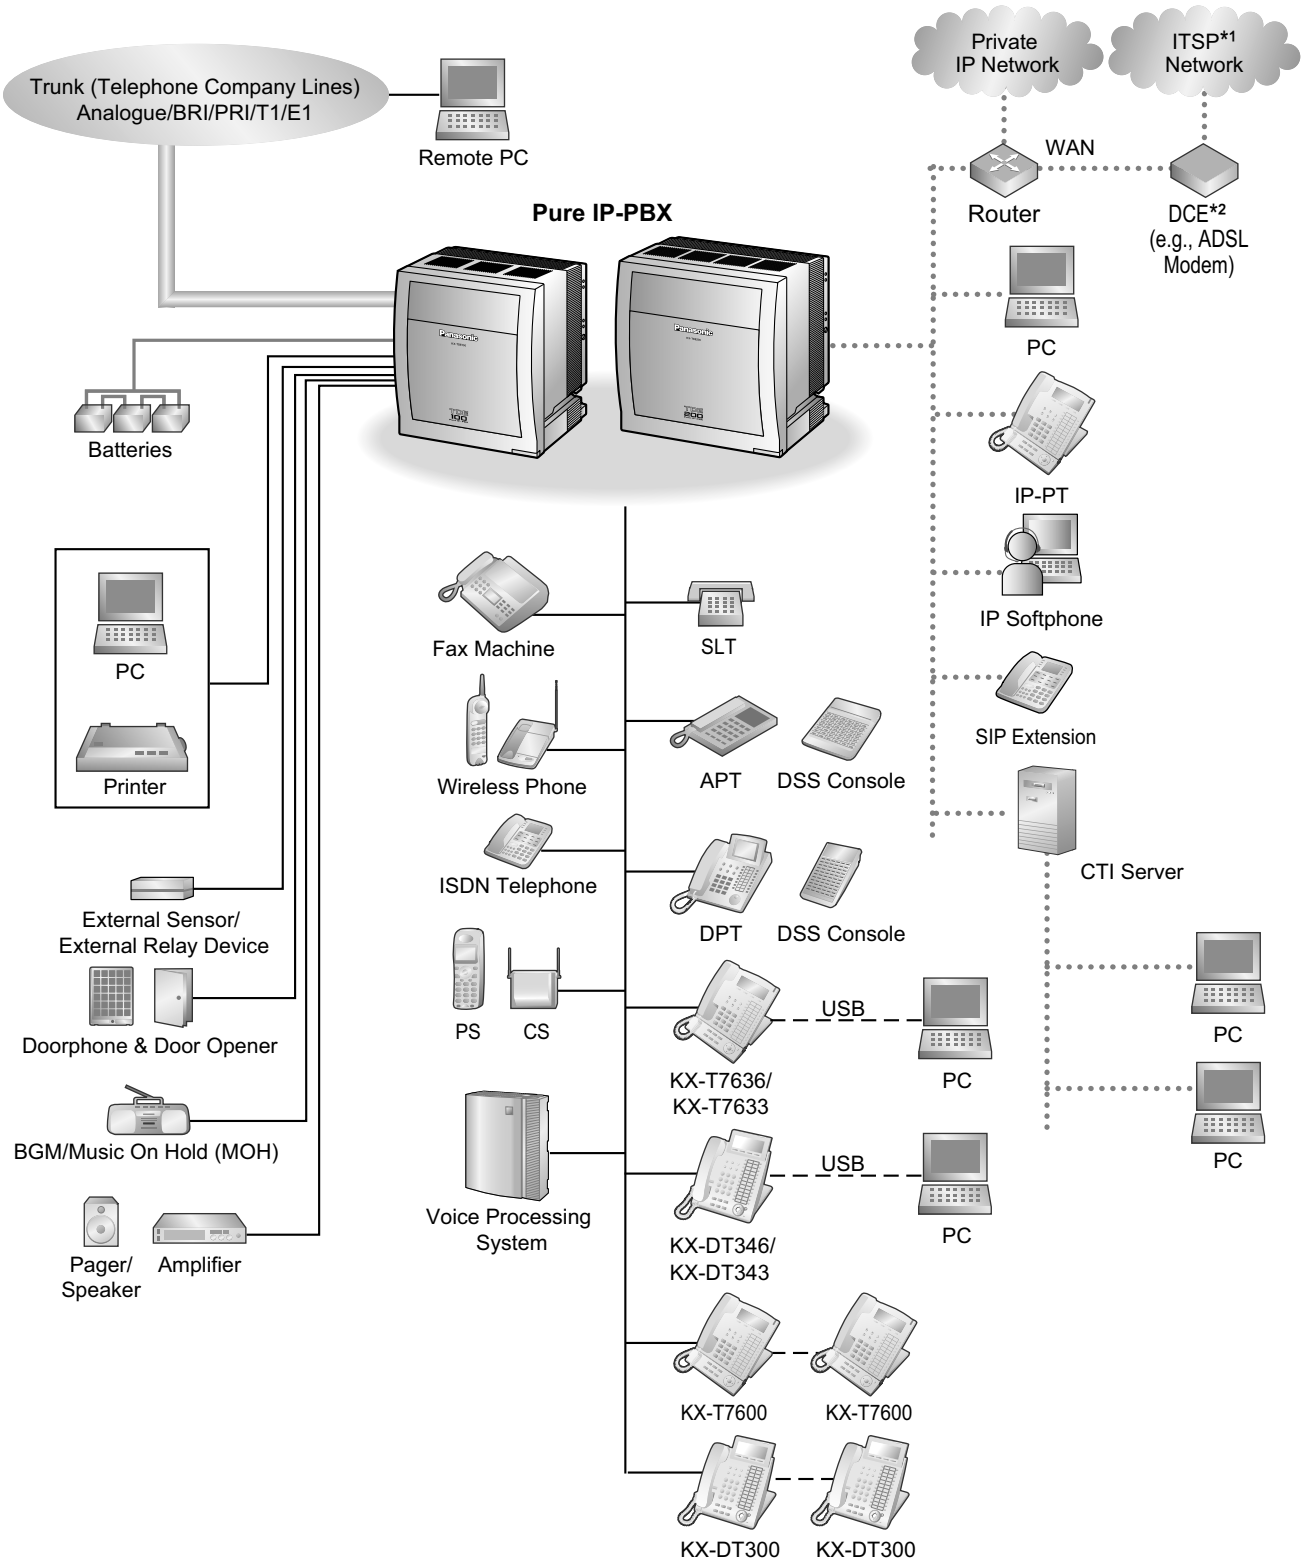 Private
IP Network
ITSP*1
Network
Trunk (Telephone Company Lines)
Analogue/BRI/PRI/T1/E1
Remote PC
WAN
Router
DCE*2
(e.g., ADSL
Modem)
Pure IP-PBX
Panasonic
Panasonic
100
200
PC
Batteries
IP-PT
IP Softphone
SIP Extension
CTI Server
PC
PC
PC
Printer
External Sensor/
External Relay Device
Doorphone & Door Opener
BGM/Music On Hold (MOH)
Pager/
Speaker
Amplifier
Fax Machine
SLT
Wireless Phone
APT
DSS Console
ISDN Telephone
DPT
DSS Console
PS
CS
USB
KX-T7636/
KX-T7633
PC
Voice Processing
System
USB
KX-DT346/
KX-DT343
PC
KX-T7600
KX-T7600
KX-DT300
KX-DT300